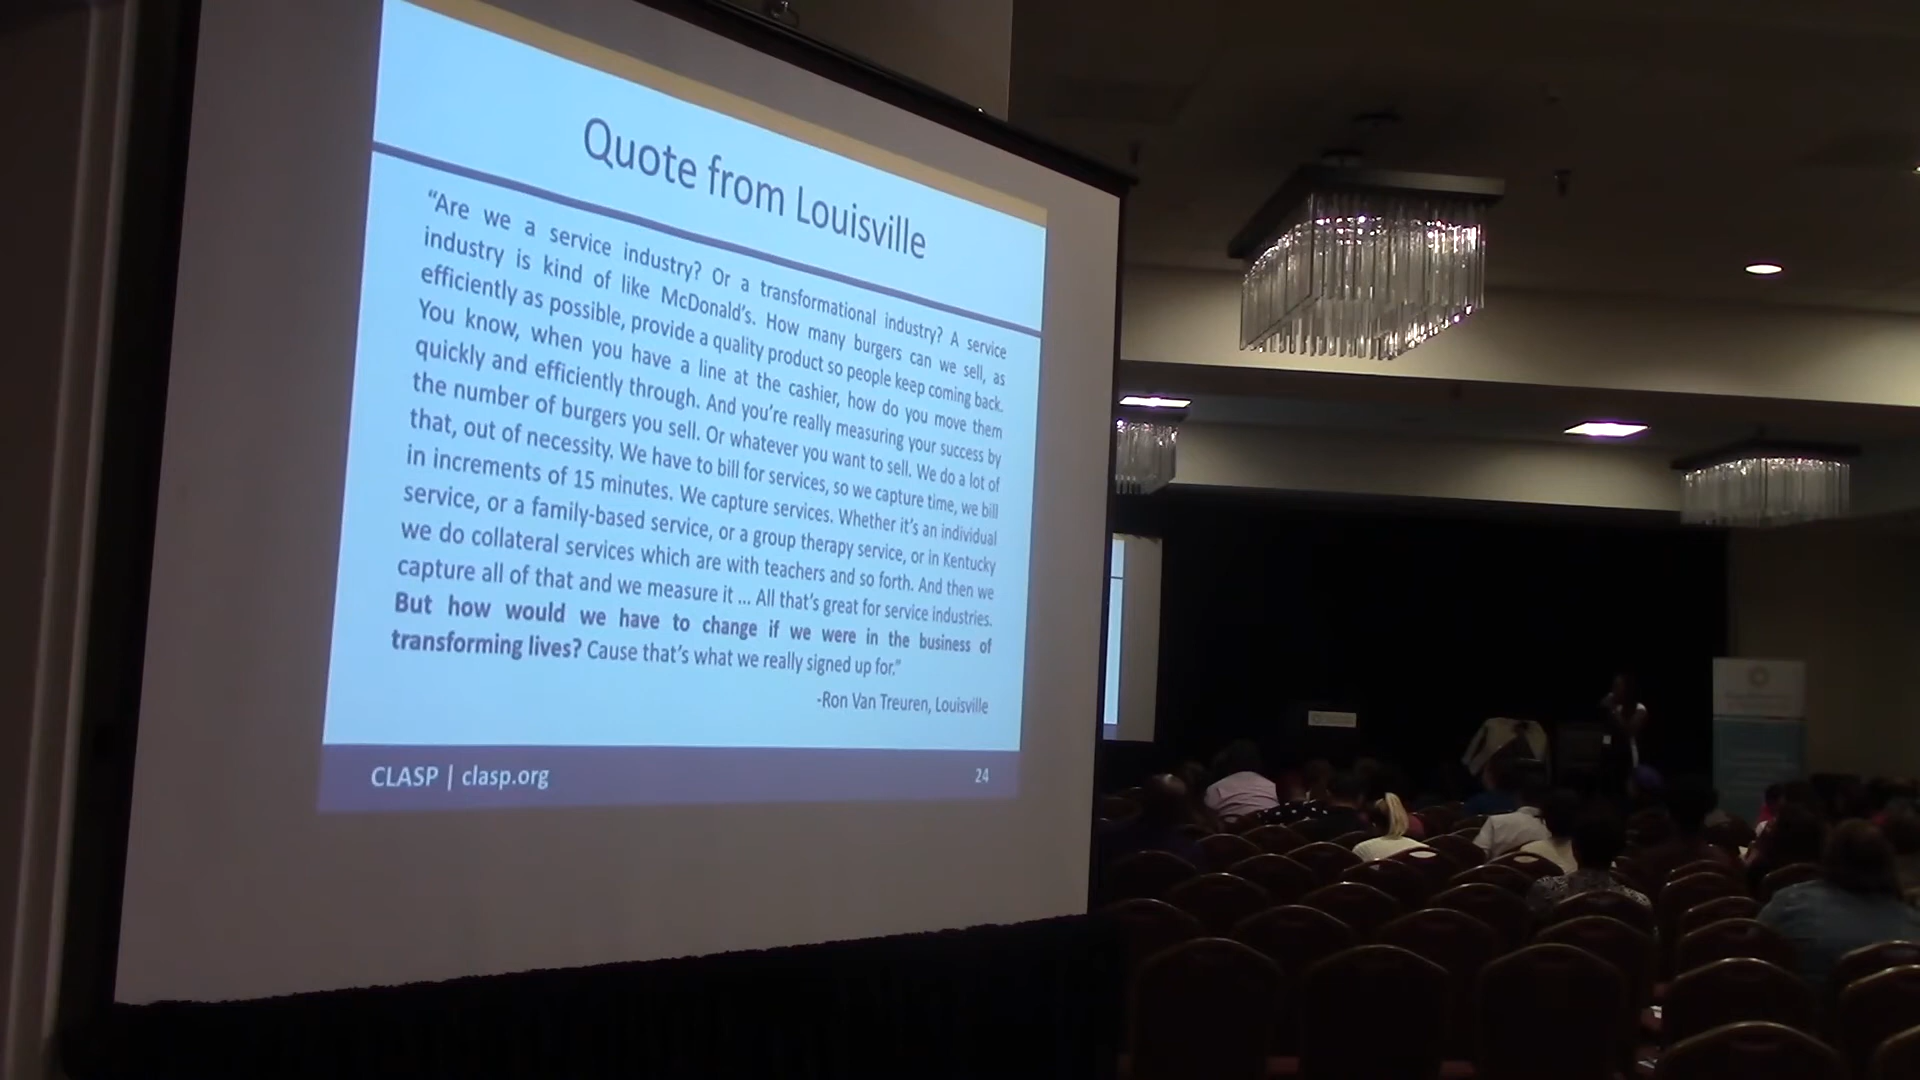 Quote from Louisville
“Are we a service industry? Or a transformational industry? A service
industry is kind of like McDonald’s. How many burgers can we sell, as
efficiently as possible, provide a quality product so people keep coming back.
You know, when you have a line at the cashier, how do you move them
quickly and efficiently through. And you’re really measuring your success by
the number of burgers you sell. Or whatever you want to sell. We do a lot of
that, out of necessity. We have to bill for services, so we capture time, we bill
in increments of 15 minutes. We capture services. Whether it’s an individual
service, or a family-based service, or a group therapy service, or in Kentucky
we do collateral services which are with teachers and so forth. And then we
capture all of that and we measure it ... All that’s great for service industries.
But how would we have to change if we were in the business of
transforming lives? Cause that’s what we really signed up for.”
-Ron Van Treuren, Louisville
CLASP | clasp.org
24